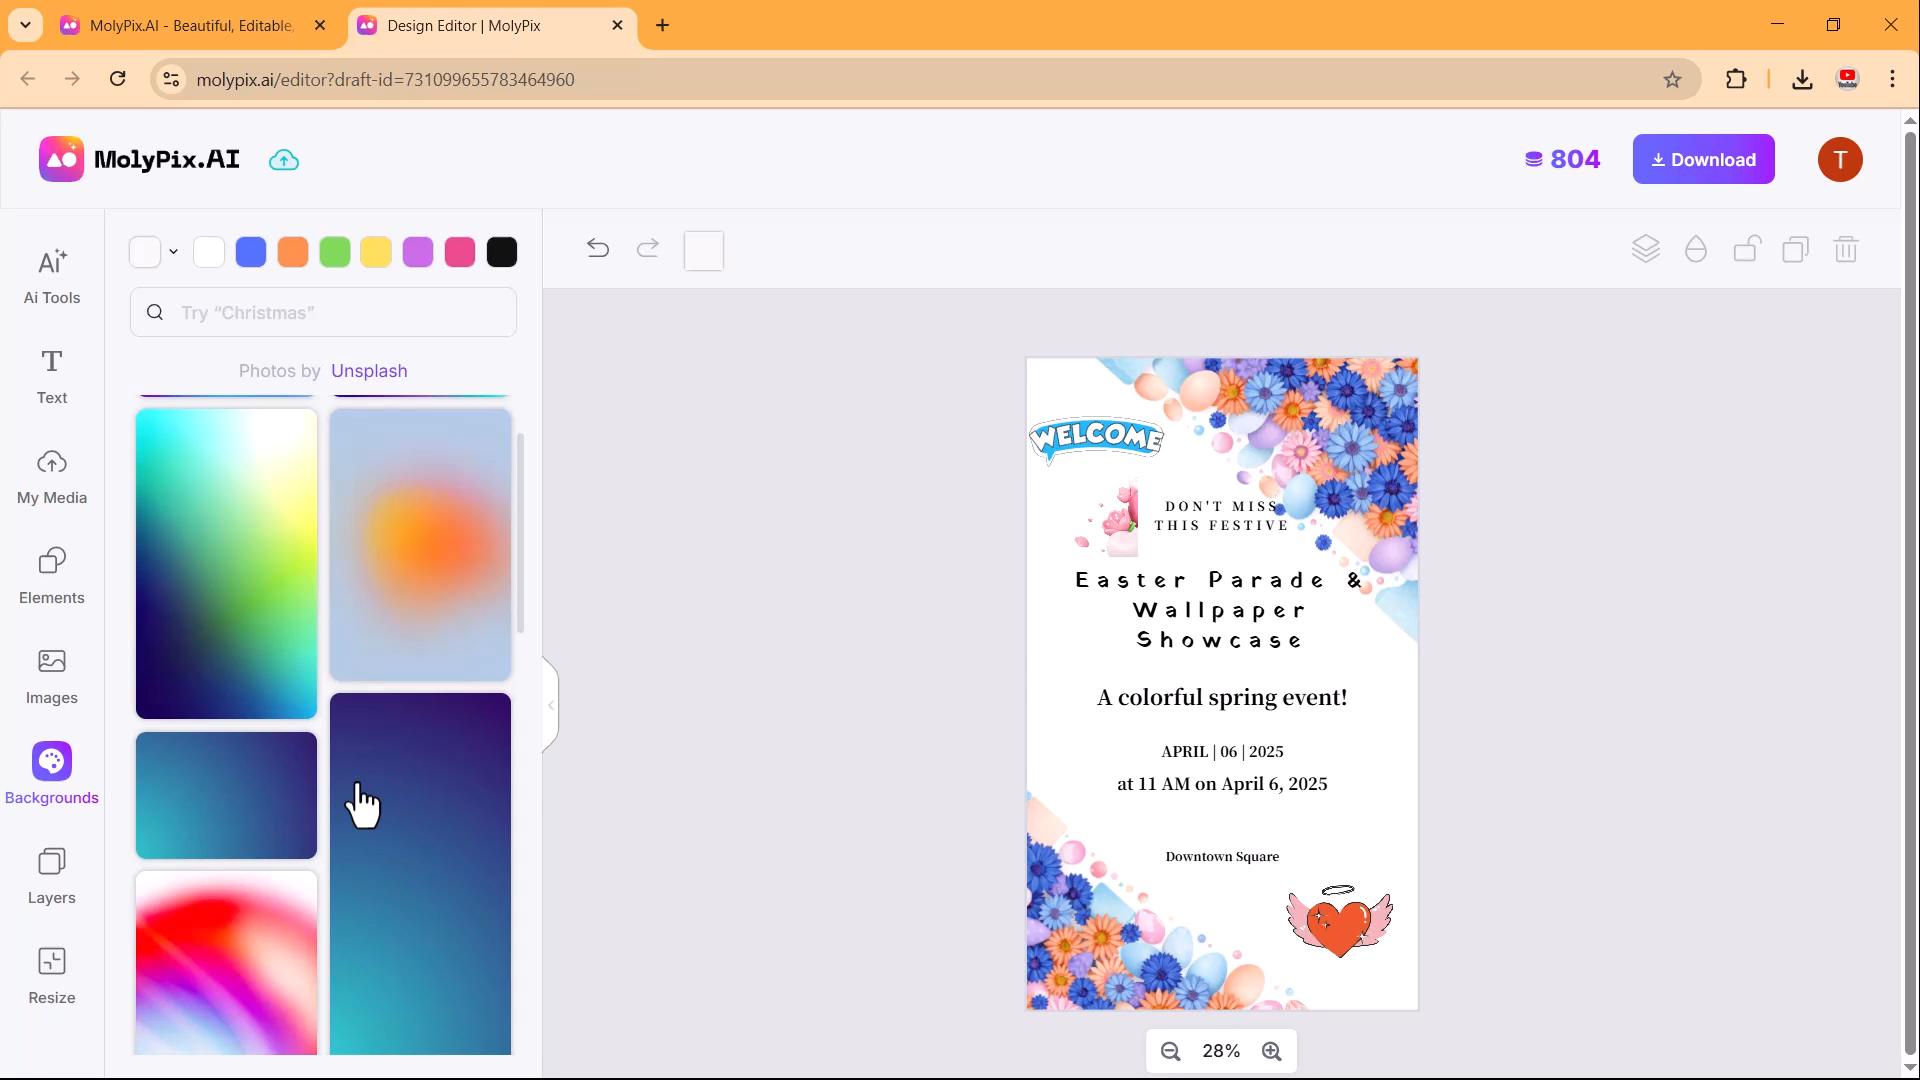 MolyPix.AI - Beautiful, Editable,
Design Editor | MolyPix
molypix.ai/editor?draft-id=731099655783464960
MolyPix.AI
804
Download
T
Ai Tools
Text
My Media
Elements
Images
Backgrounds
Layers
Resize
Try “Christmas”
Photos by Unsplash
WELCOME
DON'T MISS
THIS FESTIVE
Easter Parade &
Wallpaper
Showcase
A colorful spring event!
APRIL | 06 | 2025
at 11 AM on April 6, 2025
Downtown Square
28%